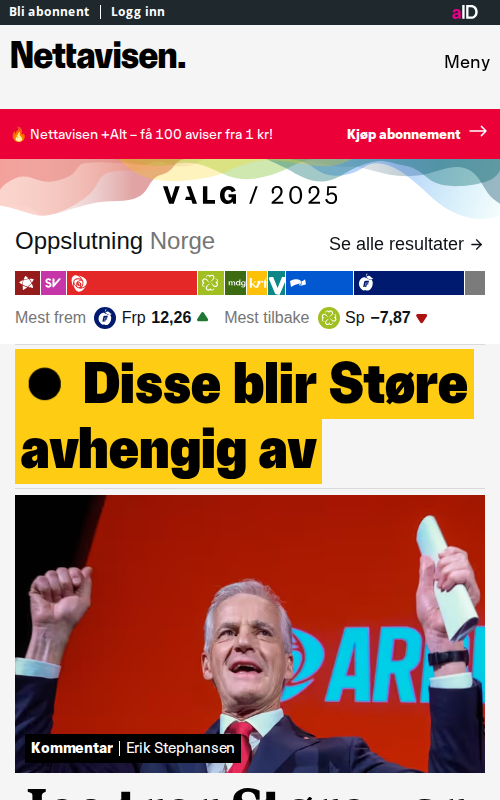 Bli abonnent | Logg inn
aID
Nettavisen.
Meny
🔥 Nettavisen +Alt – få 100 aviser fra 1 kr!
Kjøp abonnement →
VALG / 2025
Oppslutning Norge
Se alle resultater →
SV mdg krf V
Mest frem Frp 12,26 ▲ Mest tilbake Sp −7,87 ▼
● Disse blir Støre
avhengig av
Kommentar | Erik Stephansen